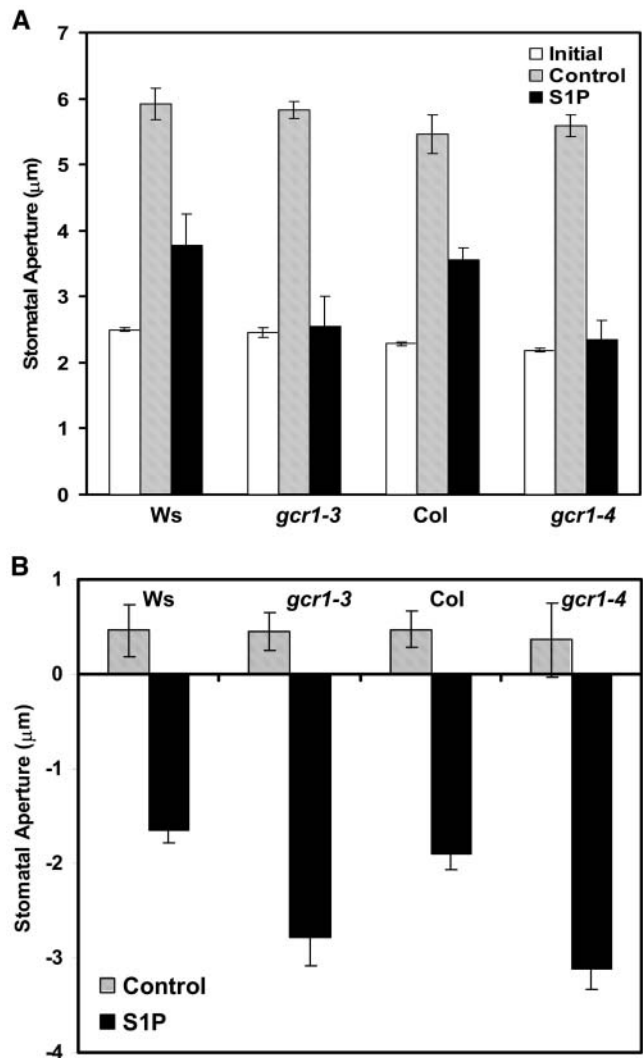 A
7
6
5
4
3
2
1
0
Stomatal Aperture (μm)
Initial
Control
S1P
Ws
gcr1-3
Col
gcr1-4
B
1
0
-1
-2
-3
-4
Stomatal Aperture (μm)
Ws
gcr1-3
Col
gcr1-4
Control
S1P